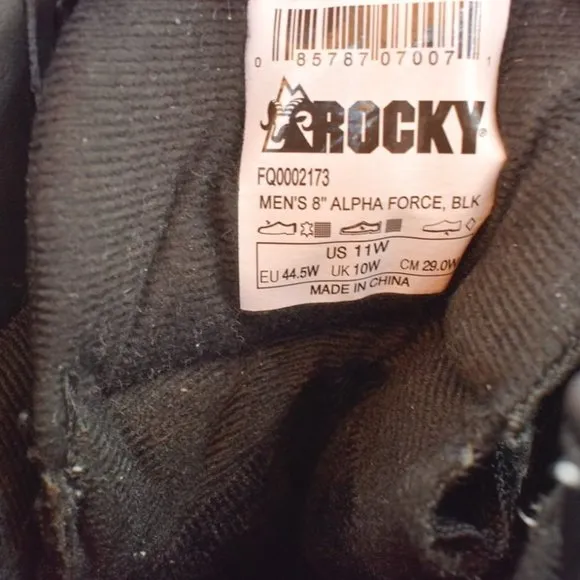 0 85787 07007 1
ROCKY®
FQ0002173
MEN'S 8" ALPHA FORCE, BLK
US 11W
EU 44.5W UK 10W CM 29.0W
MADE IN CHINA